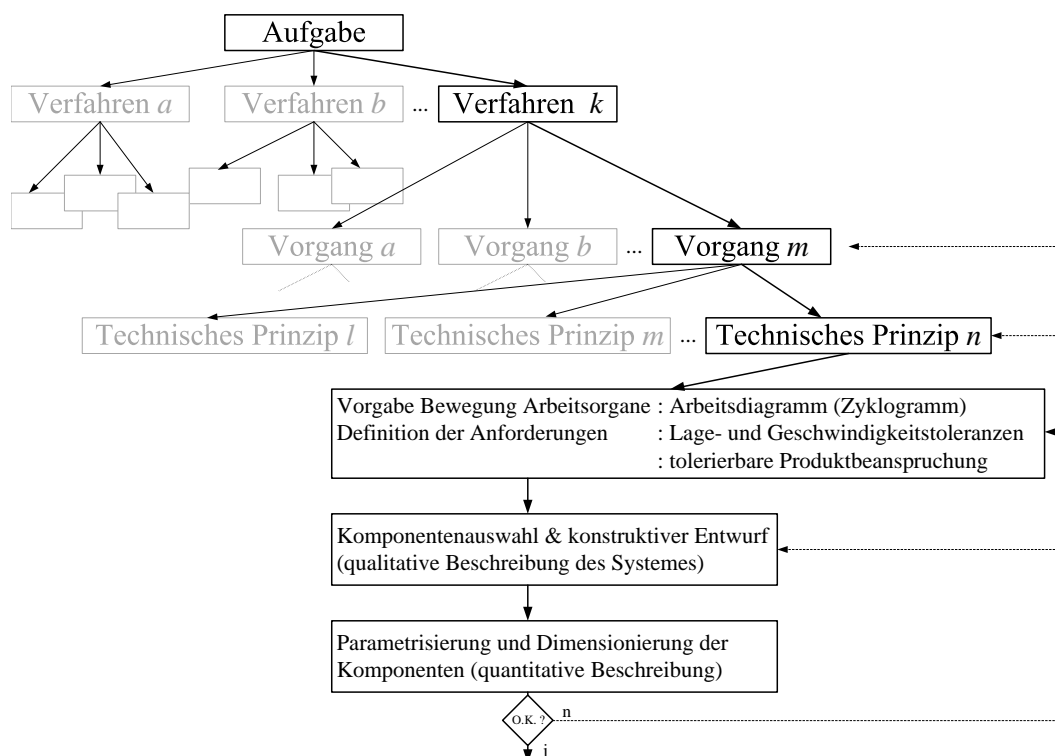 Aufgabe
Verfahren a
Verfahren b
...
Verfahren k
Vorgang a
Vorgang b
...
Vorgang m
Technisches Prinzip l
Technisches Prinzip m
...
Technisches Prinzip n
Vorgabe Bewegung Arbeitsorgane : Arbeitsdiagramm (Zyklogramm)
Definition der Anforderungen : Lage- und Geschwindigkeitstoleranzen
: tolerierbare Produktbeanspruchung
Komponentenauswahl & konstruktiver Entwurf
(qualitative Beschreibung des Systemes)
Parametrisierung und Dimensionierung der
Komponenten (quantitative Beschreibung)
O.K. ?
n
j